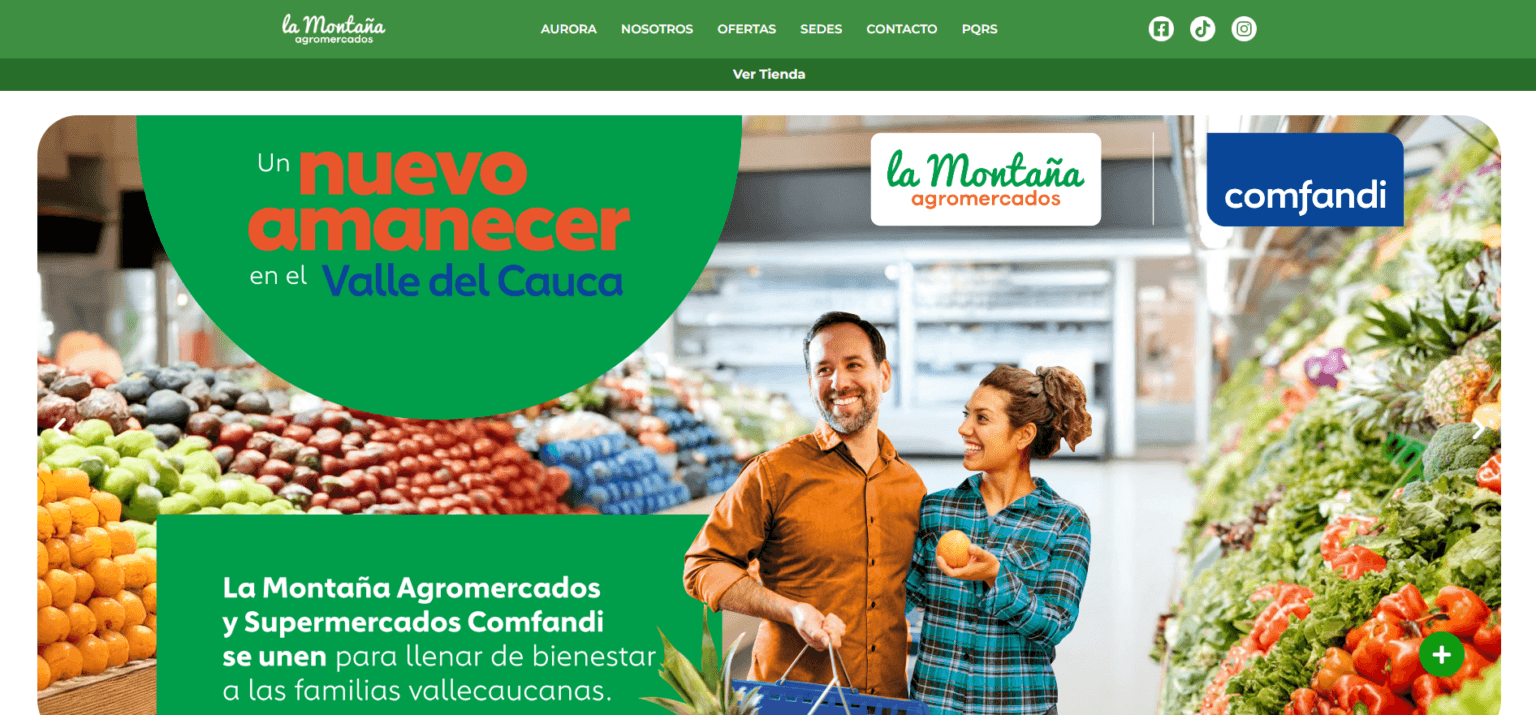 la Montaña
agromercados
AURORA NOSOTROS OFERTAS SEDES CONTACTO PQRS
Ver Tienda
Un nuevo
amanecer
en el Valle del Cauca
la Montaña
agromercados
comfandi
La Montaña Agromercados
y Supermercados Comfandi
se unen para llenar de bienestar
a las familias vallecaucanas.